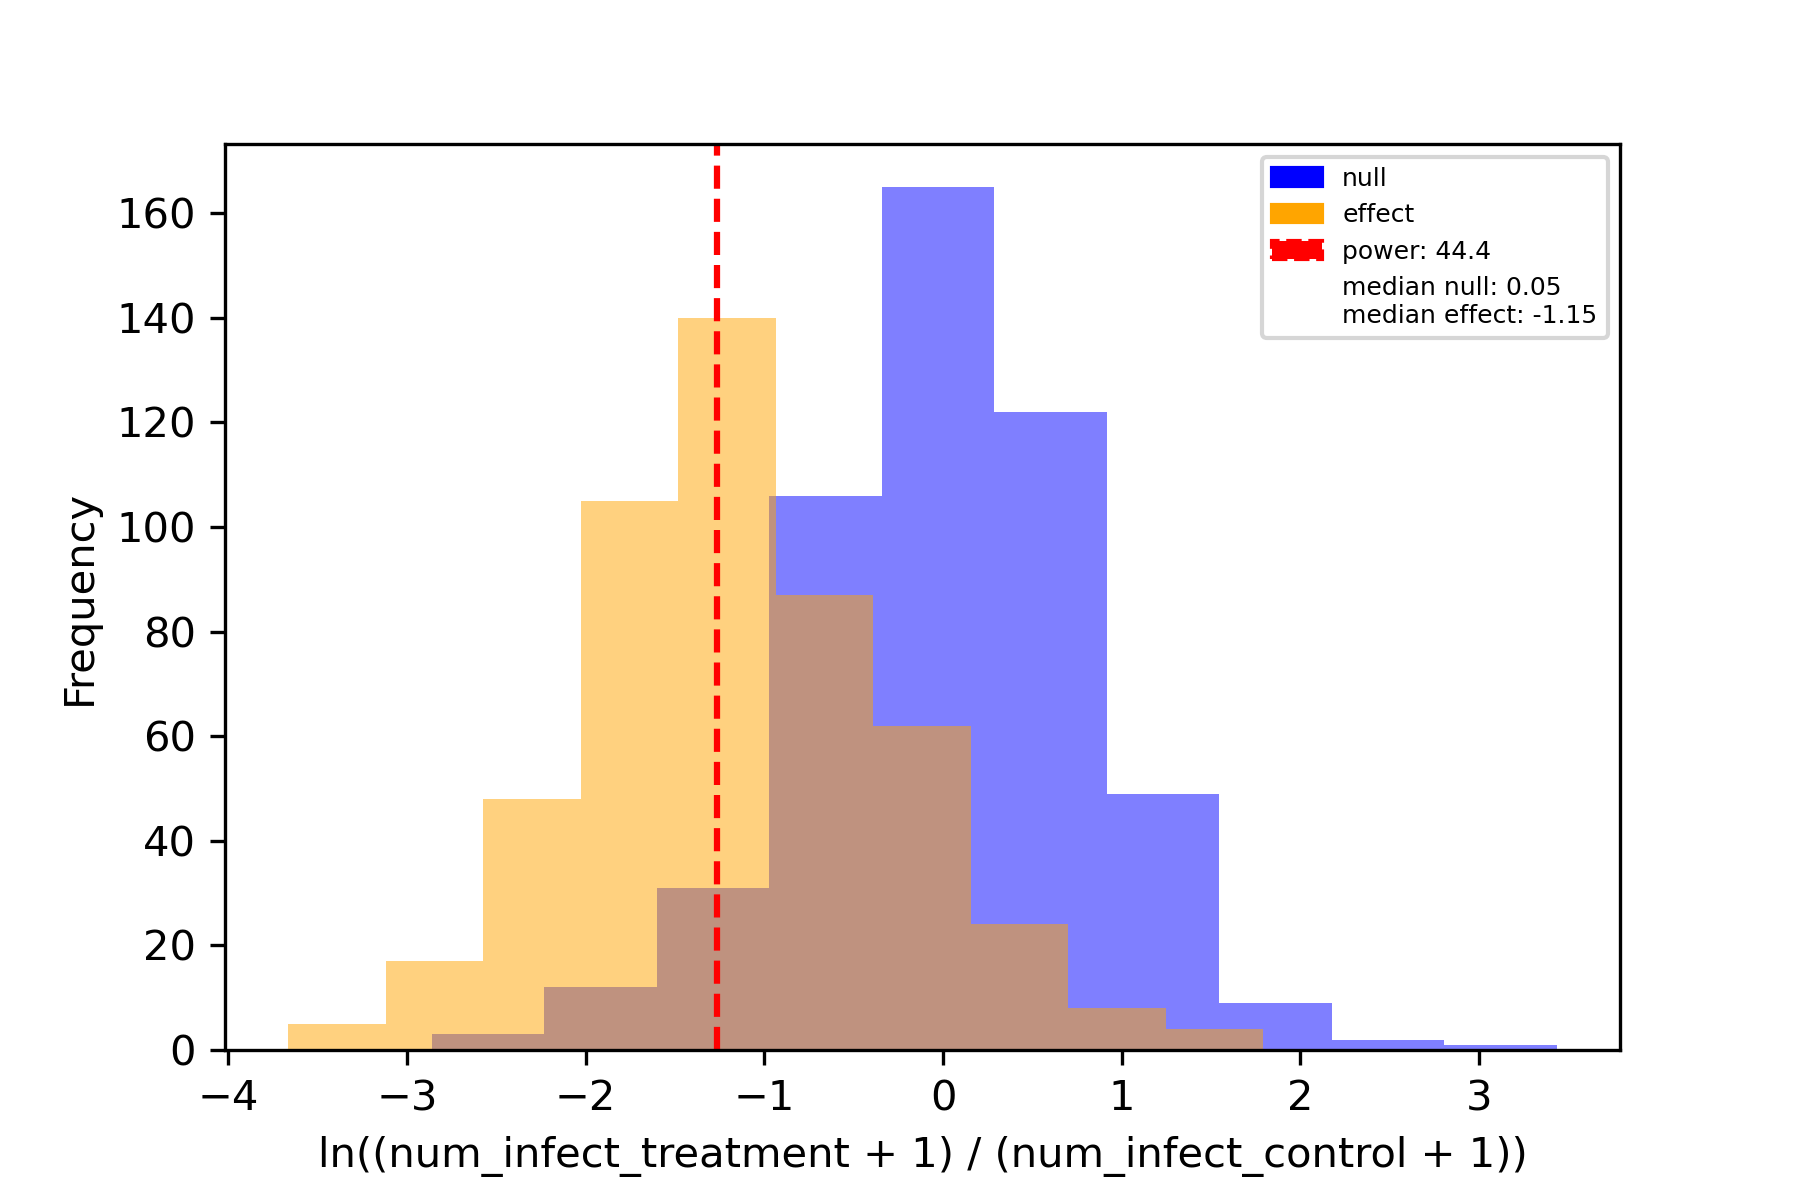 null
effect
power: 44.4
median null: 0.05
median effect: -1.15
160
140
120
100
80
60
40
20
0
Frequency
−4 −3 −2 −1 0 1 2 3
ln((num_infect_treatment + 1) / (num_infect_control + 1))